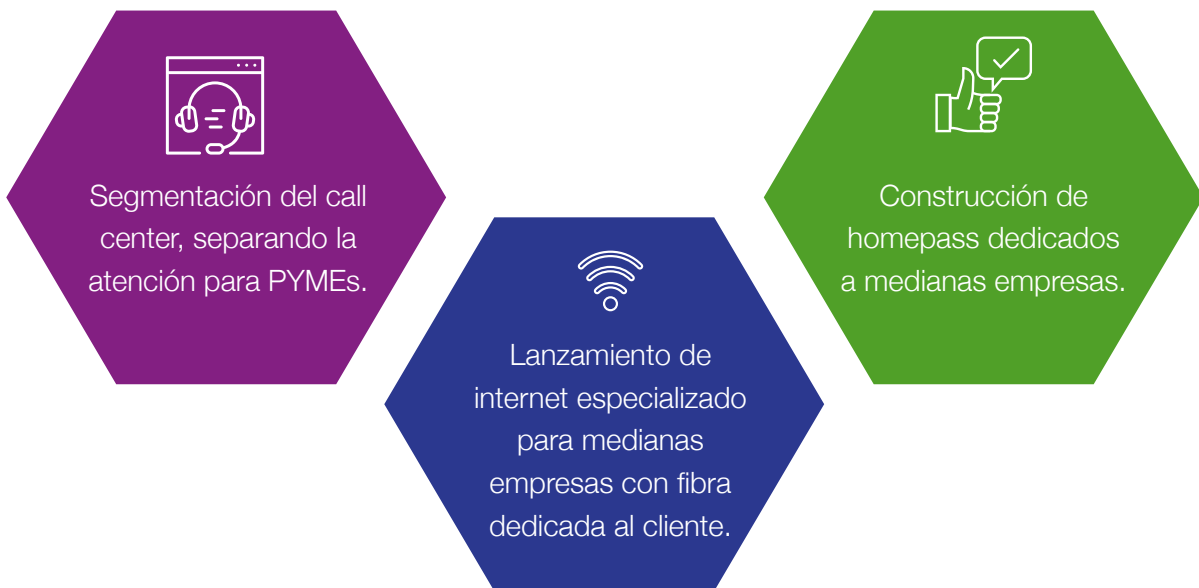 Segmentación del call
center, separando la
atención para PYMEs.
Lanzamiento de
internet especializado
para medianas
empresas con fibra
dedicada al cliente.
Construcción de
homepass dedicados
a medianas empresas.